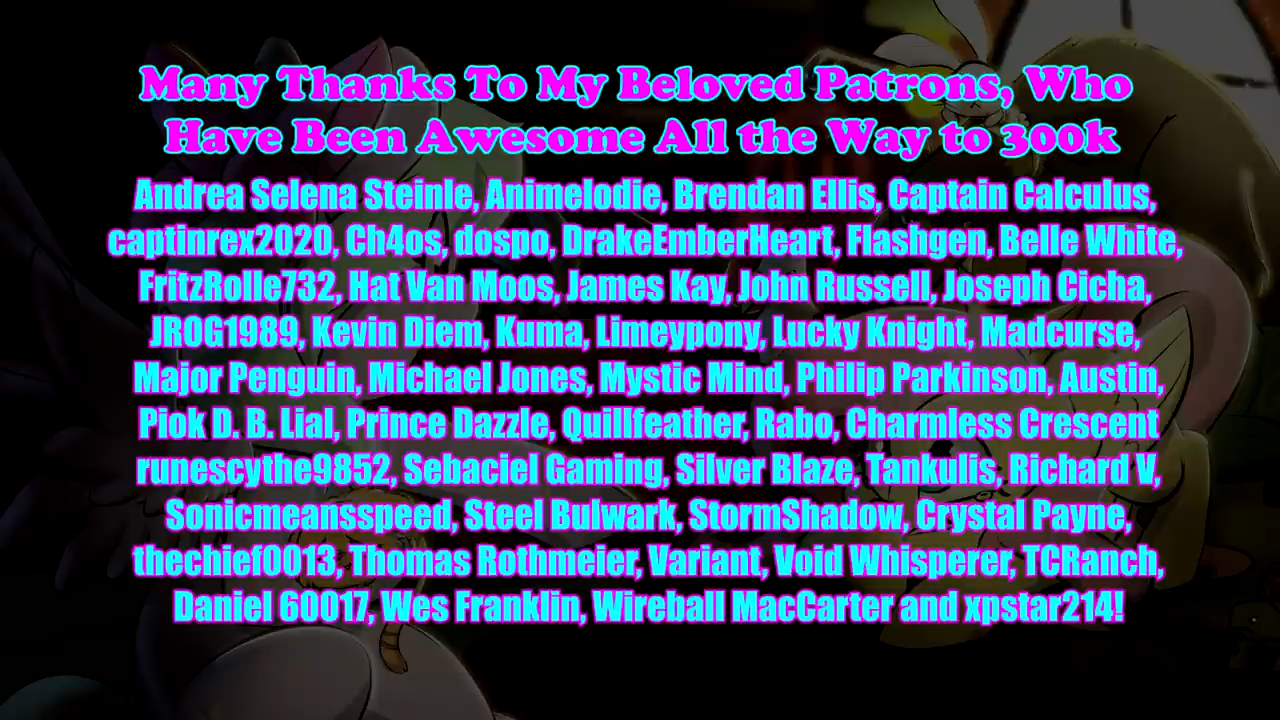 Many Thanks To My Beloved Patrons, Who
Have Been Awesome All the Way to 300k
Andrea Selena Steinle, Animelodie, Brendan Ellis, Captain Calculus,
captinrex2020, Ch4os, dospo, DrakeEmberHeart, Flashgen, Belle White,
FritzRolle732, Hat Van Moos, James Kay, John Russell, Joseph Cicha,
JROG1989, Kevin Diem, Kuma, Limeypony, Lucky Knight, Madcurse,
Major Penguin, Michael Jones, Mystic Mind, Philip Parkinson, Austin,
Piok D. B. Lial, Prince Dazzle, Quillfeather, Rabo, Charmless Crescent
runescythe9852, Sebaciel Gaming, Silver Blaze, Tankulis, Richard V,
Sonicmeansspeed, Steel Bulwark, StormShadow, Crystal Payne,
thechief0013, Thomas Rothmeier, Variant, Void Whisperer, TCRanch,
Daniel 60017, Wes Franklin, Wireball MacCarter and xpstar214!